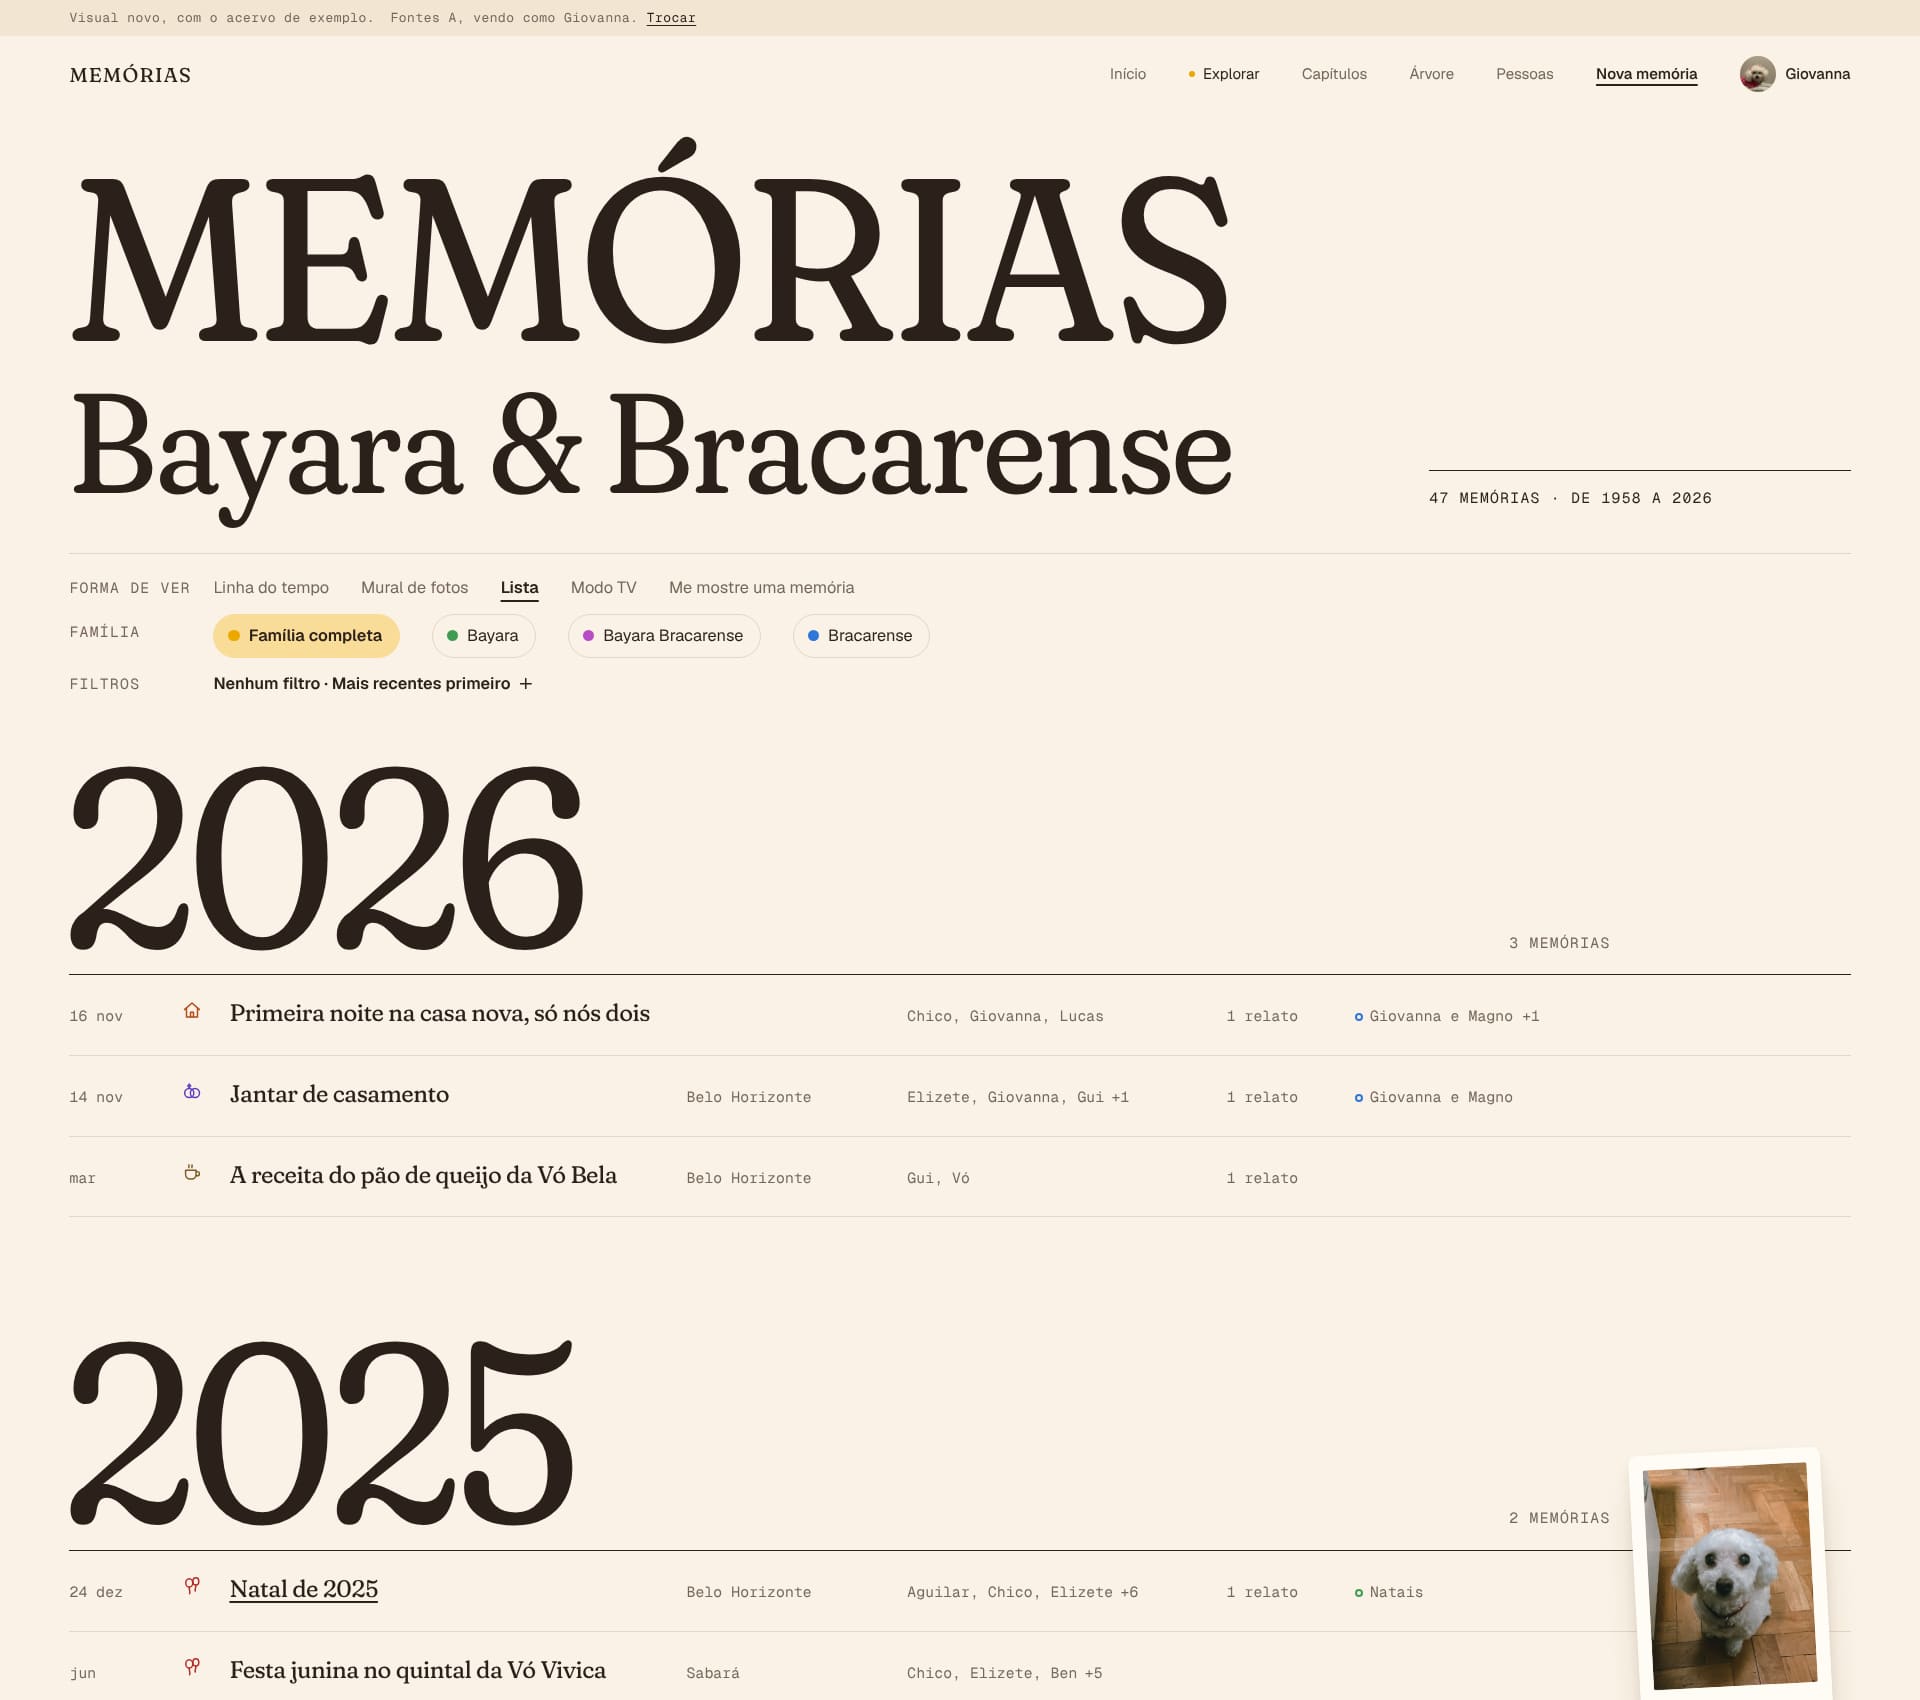 Visual novo, com o acervo de exemplo. Fontes A, vendo como Giovanna. Trocar
MEMÓRIAS
Início Explorar Capítulos Árvore Pessoas Nova memória Giovanna
MEMÓRIAS
Bayara & Bracarense
47 MEMÓRIAS · DE 1958 A 2026
FORMA DE VER Linha do tempo Mural de fotos Lista Modo TV Me mostre uma memória
FAMÍLIA Família completa Bayara Bayara Bracarense Bracarense
FILTROS Nenhum filtro · Mais recentes primeiro +
2026
3 MEMÓRIAS
16 nov Primeira noite na casa nova, só nós dois Chico, Giovanna, Lucas 1 relato Giovanna e Magno +1
14 nov Jantar de casamento Belo Horizonte Elizete, Giovanna, Gui +1 1 relato Giovanna e Magno
mar A receita do pão de queijo da Vó Bela Belo Horizonte Gui, Vó 1 relato
2025
2 MEMÓRIAS
24 dez Natal de 2025 Belo Horizonte Aguilar, Chico, Elizete +6 1 relato Natais
jun Festa junina no quintal da Vó Vivica Sabará Chico, Elizete, Ben +5